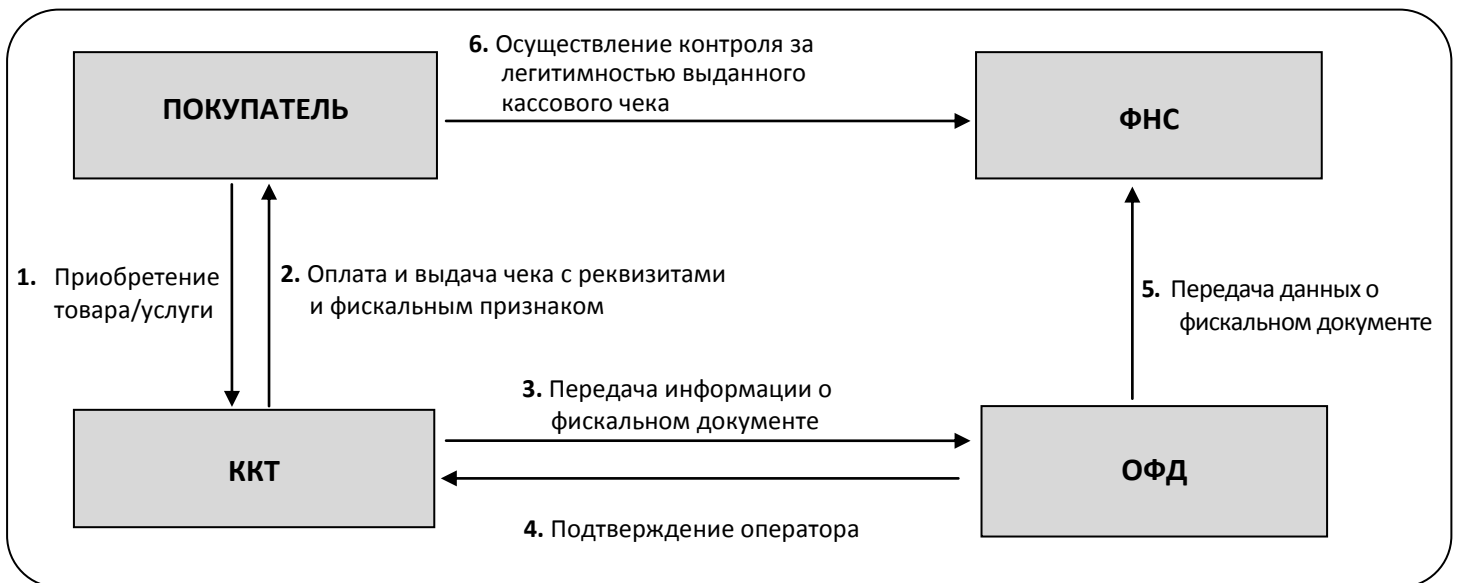 6. Осуществление контроля за
легитимностью выданного
кассового чека
ПОКУПАТЕЛЬ
ФНС
1. Приобретение
товара/услуги
2. Оплата и выдача чека с реквизитами
и фискальным признаком
5. Передача данных о
фискальном документе
3. Передача информации о
фискальном документе
ККТ
ОФД
4. Подтверждение оператора